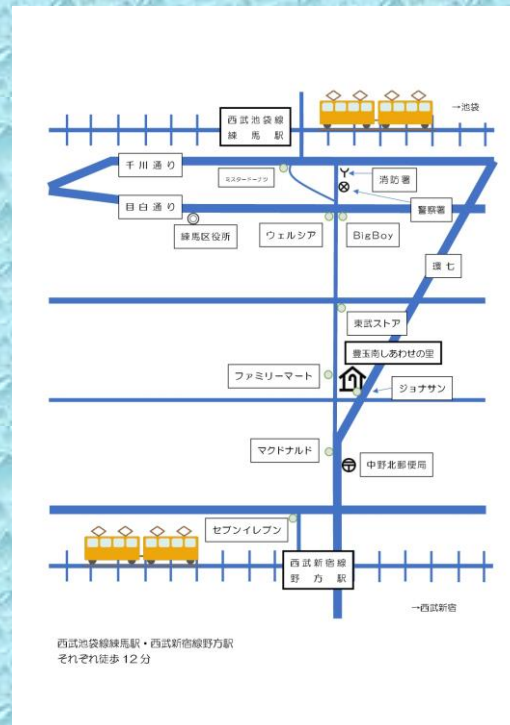 西武池袋線
練馬駅
→池袋
千川通り
ミスタードーナツ
消防署
目白通り
警察署
練馬区役所
ウェルシア
BigBoy
環七
東武ストア
豊玉南しあわせの里
ファミリーマート
ジョナサン
マクドナルド
中野北郵便局
セブンイレブン
西武新宿線
野方駅
→西武新宿
西武池袋線練馬駅・西武新宿線野方駅
それぞれ徒歩12分